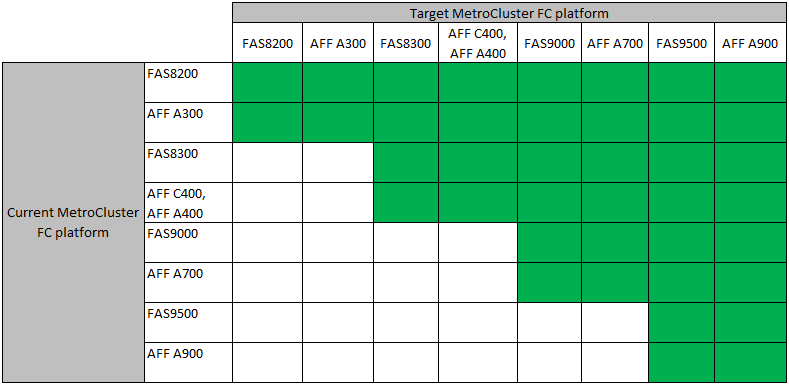 Target MetroCluster FC platform
FAS8200
AFF A300
FAS8300
AFF C400,
AFF A400
FAS9000
AFF A700
FAS9500
AFF A900
Current MetroCluster
FC platform
FAS8200
AFF A300
FAS8300
AFF C400,
AFF A400
FAS9000
AFF A700
FAS9500
AFF A900